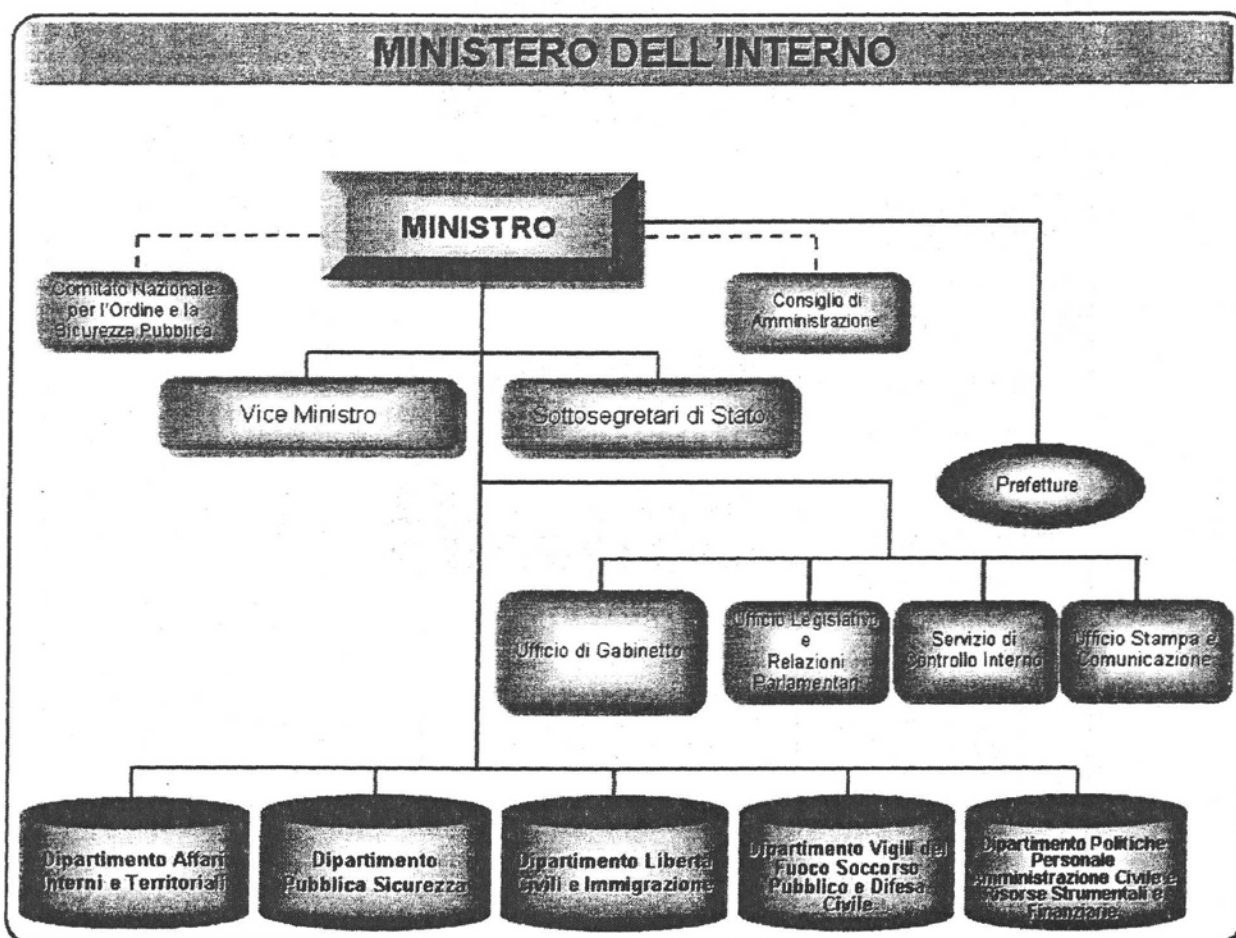 MINISTERO DELL'INTERNO
MINISTRO
Comitato Nazionale
per l'Ordine e la
Sicurezza Pubblica
Consiglio di
Amministrazione
Vice Ministro
Sottosegretari di Stato
Prefetture
Ufficio di Gabinetto
Ufficio Legislativo
e
Relazioni
Parlamentari
Servizio di
Controllo Interno
Ufficio Stampa e
Comunicazione
Dipartimento Affari
Interni e Territoriali
Dipartimento
Pubblica Sicurezza
Dipartimento Libertà
Civili e Immigrazione
Dipartimento Vigili del
Fuoco Soccorso
Pubblico e Difesa
Civile
Dipartimento Politiche
Personale
Amministrazione Civile e
Risorse Strumentali e
Finanziarie